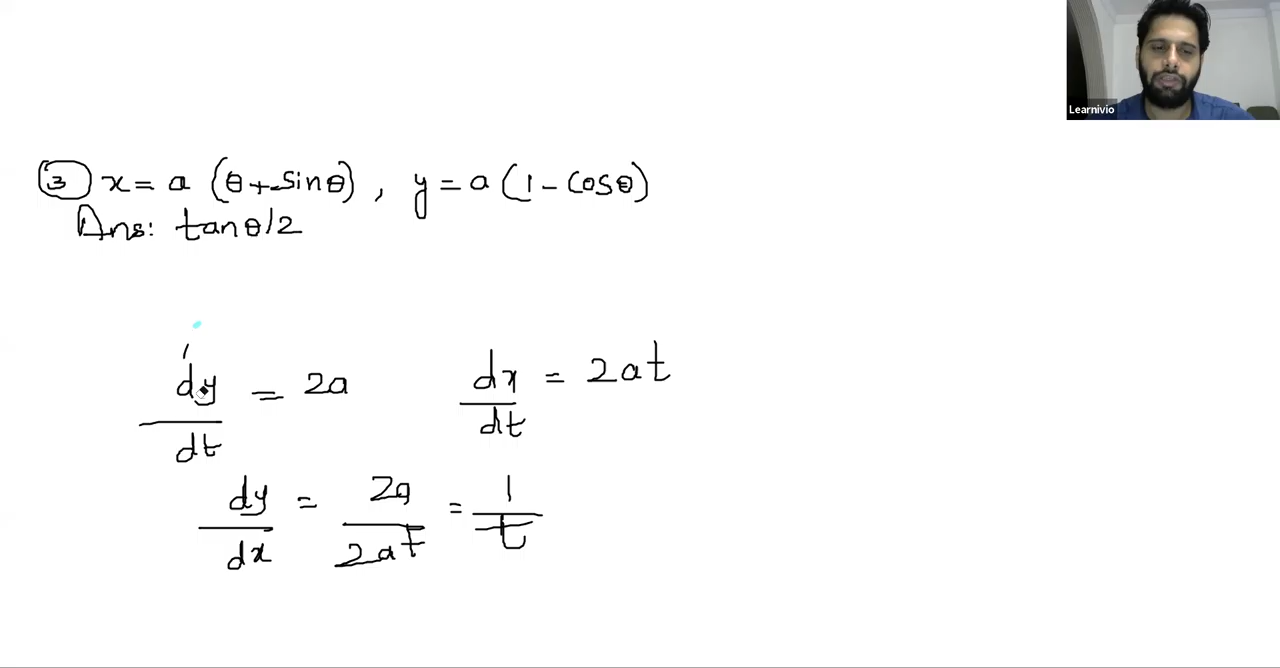 Learnivio
③ x = a (θ + sinθ) , y = a (1 - cosθ)
Ans: tanθ/2
dy/dt = 2a    dx/dt = 2at
dy/dx = 2a/2at = 1/t